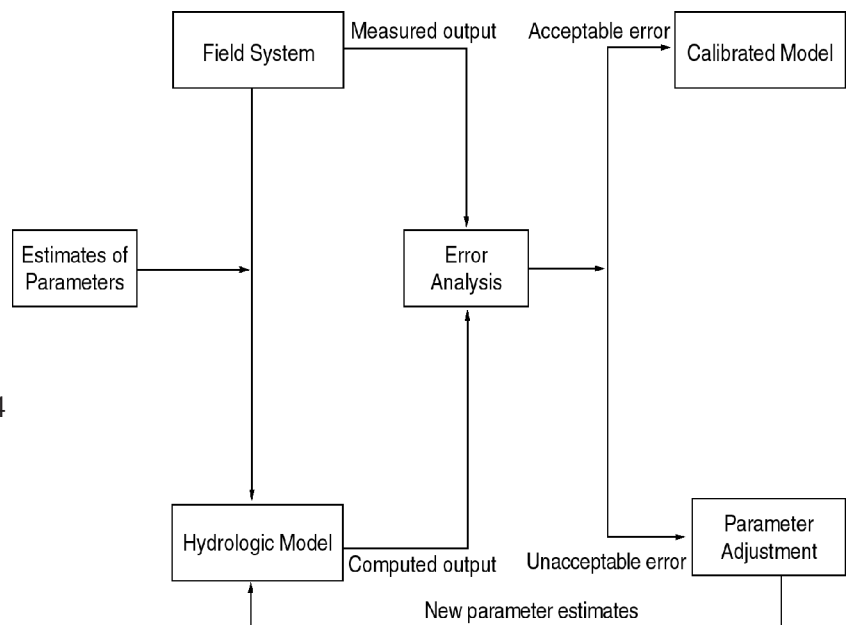 Measured output
Acceptable error
Field System
Calibrated Model
Estimates of
Parameters
Error
Analysis
4
Hydrologic Model
Computed output
Unacceptable error
Parameter
Adjustment
New parameter estimates